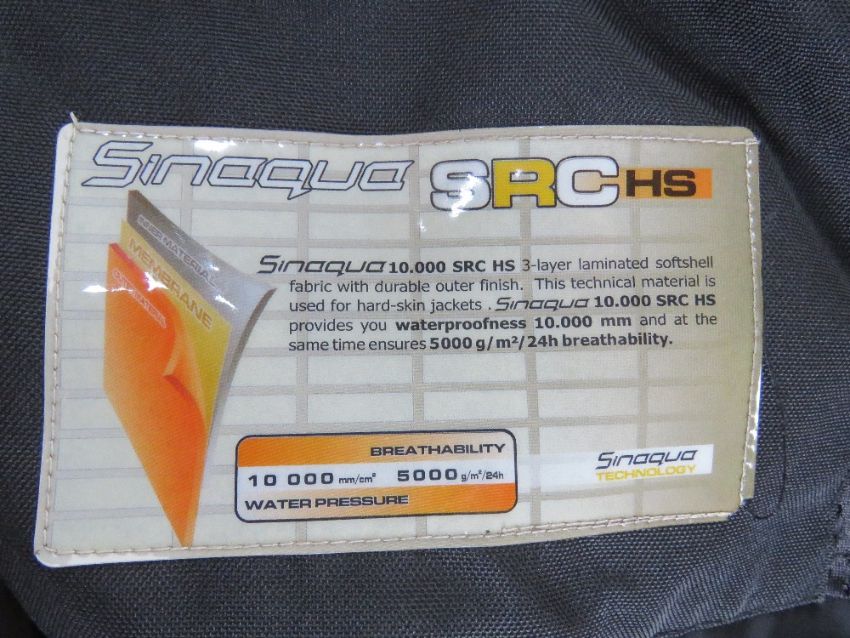 Sinaqua SRC HS
INNER MATERIAL
MEMBRANE
MATERIAL
Sinaqua 10.000 SRC HS 3-layer laminated softshell
fabric with durable outer finish. This technical material is
used for hard-skin jackets . Sinaqua 10.000 SRC HS
provides you waterproofness 10.000 mm and at the
same time ensures 5000 g/m²/24h breathability.
BREATHABILITY
10 000 mm/cm² 5000 g/m²/24h
WATER PRESSURE
Sinaqua
TECHNOLOGY